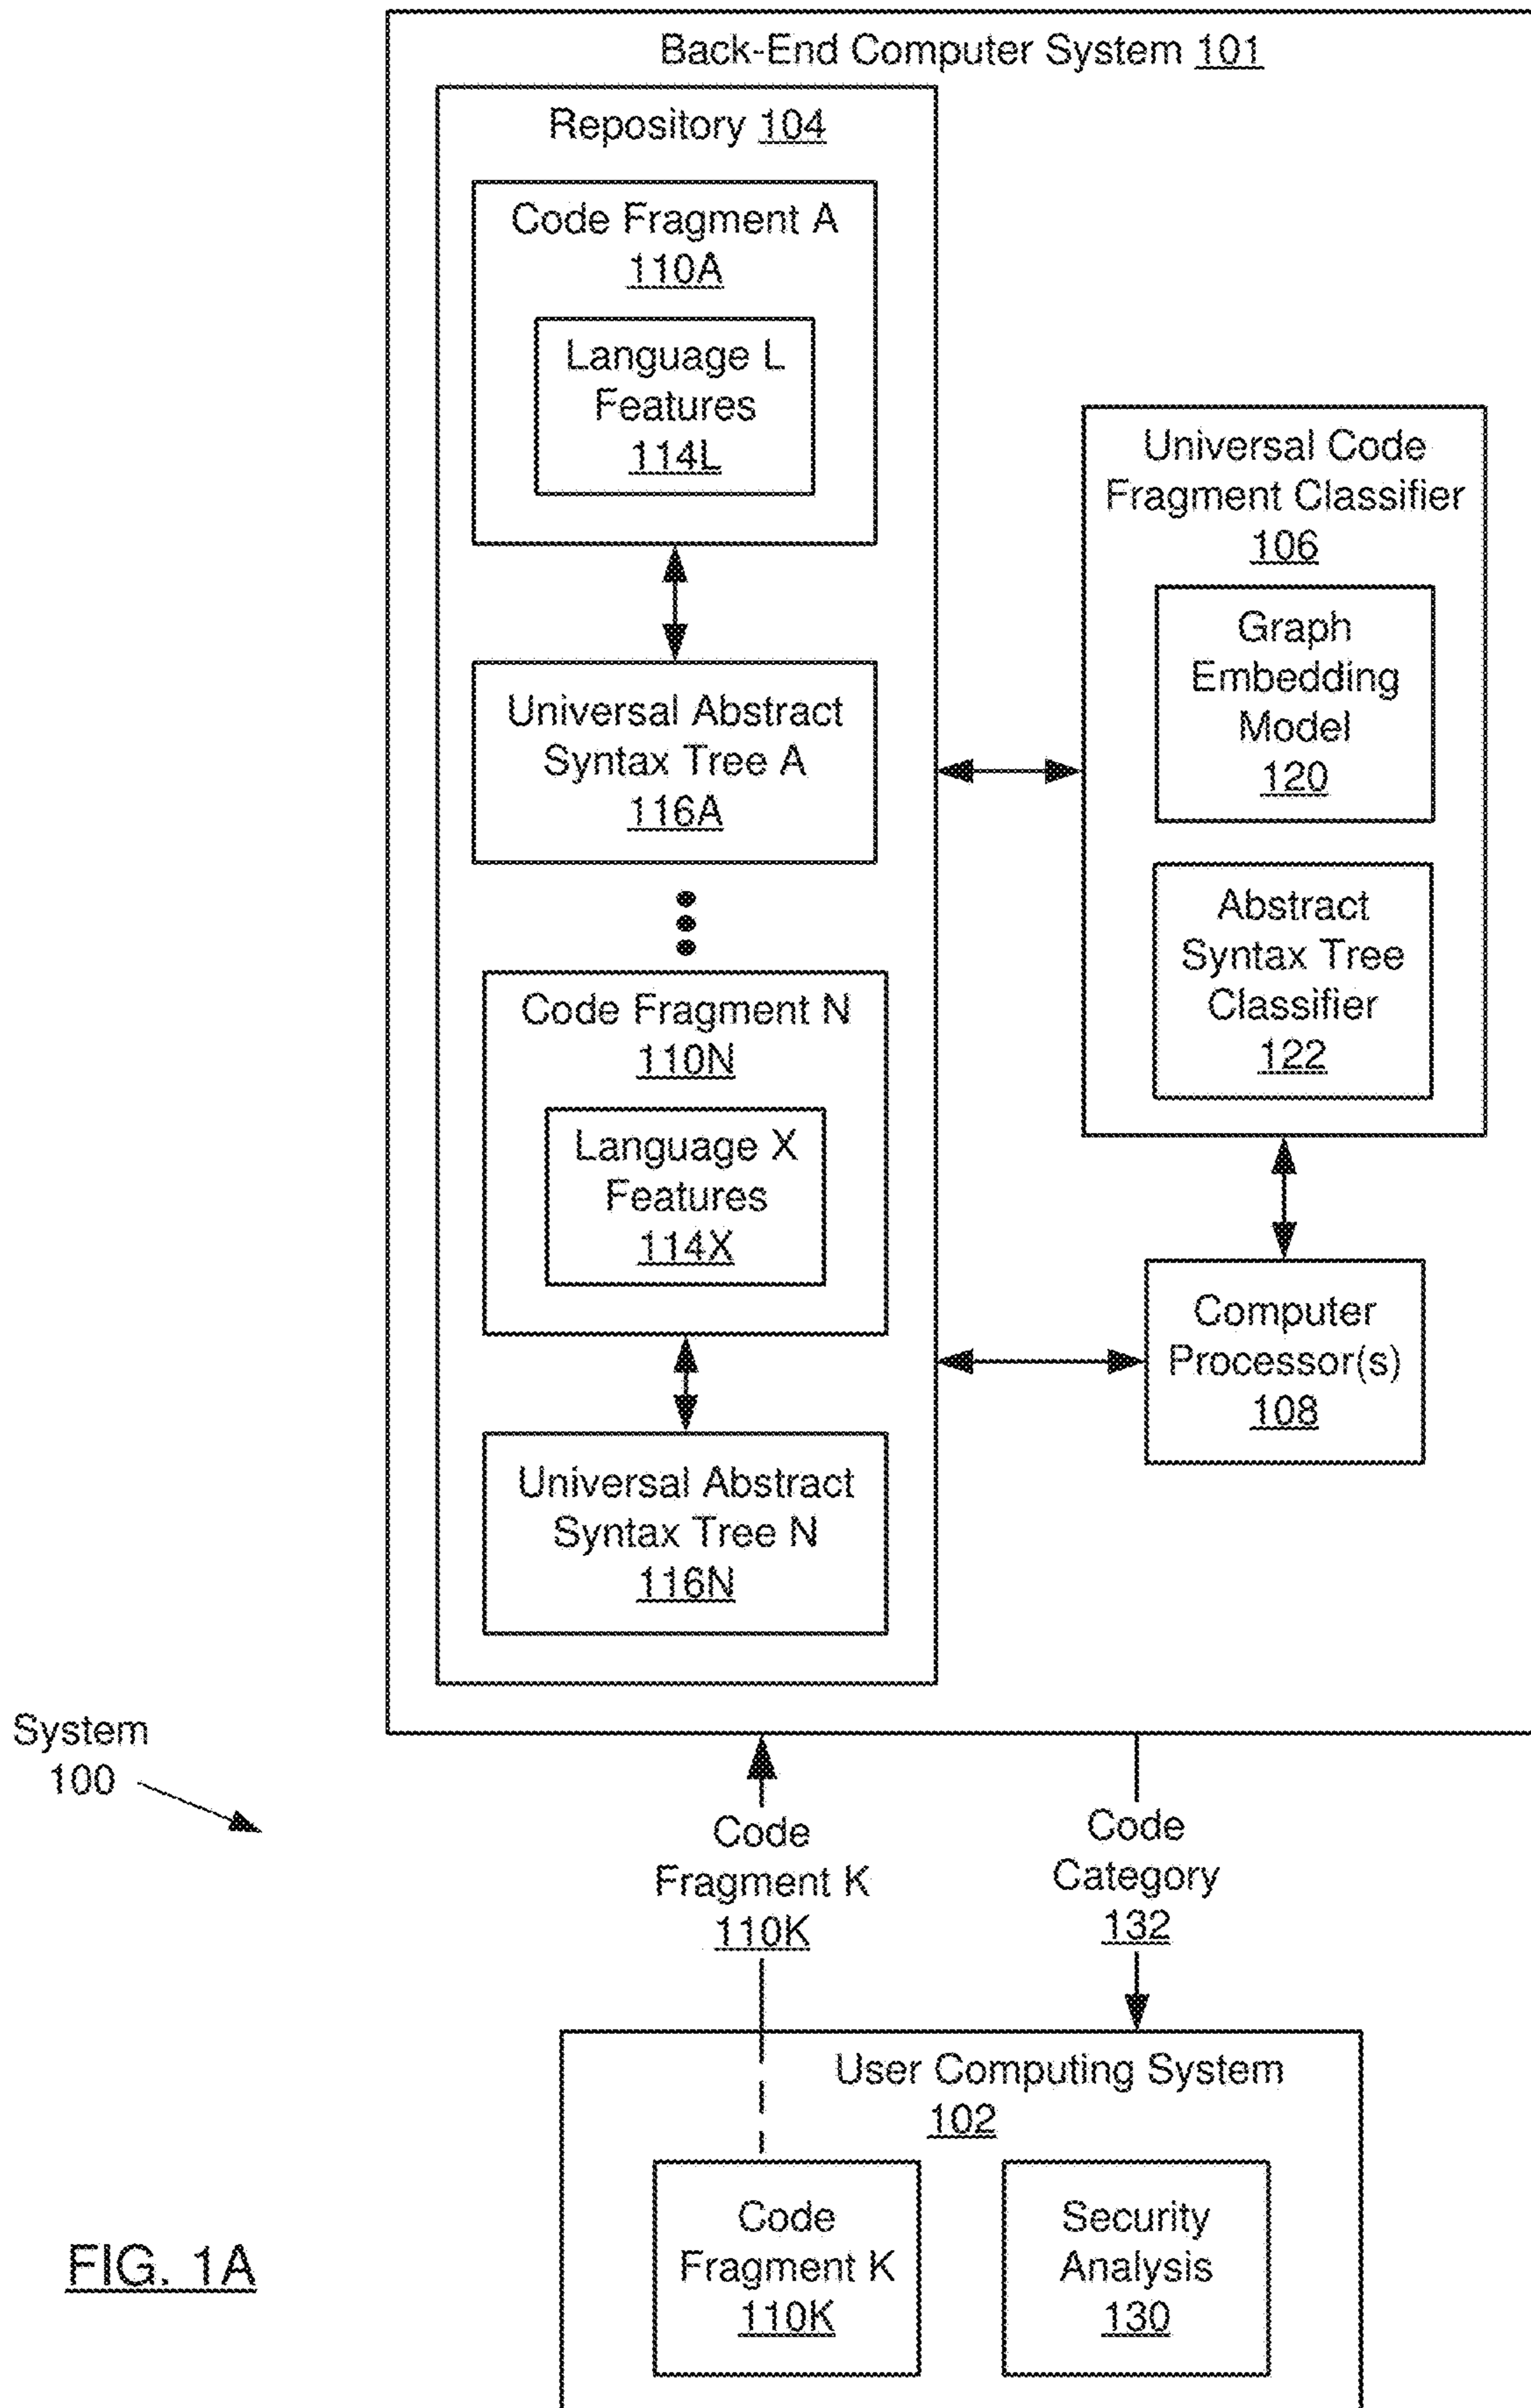 Back-End Computer System 101
Repository 104
Code Fragment A
110A
Language L
Features
114L
Universal Abstract
Syntax Tree A
116A
Code Fragment N
110N
Language X
Features
114X
Universal Abstract
Syntax Tree N
116N
Universal Code
Fragment Classifier
106
Graph
Embedding
Model
120
Abstract
Syntax Tree
Classifier
122
Computer
Processor(s)
108
System
100
Code
Fragment K
110K
Code
Category
132
User Computing System
102
Code
Fragment K
110K
Security
Analysis
130
FIG. 1A